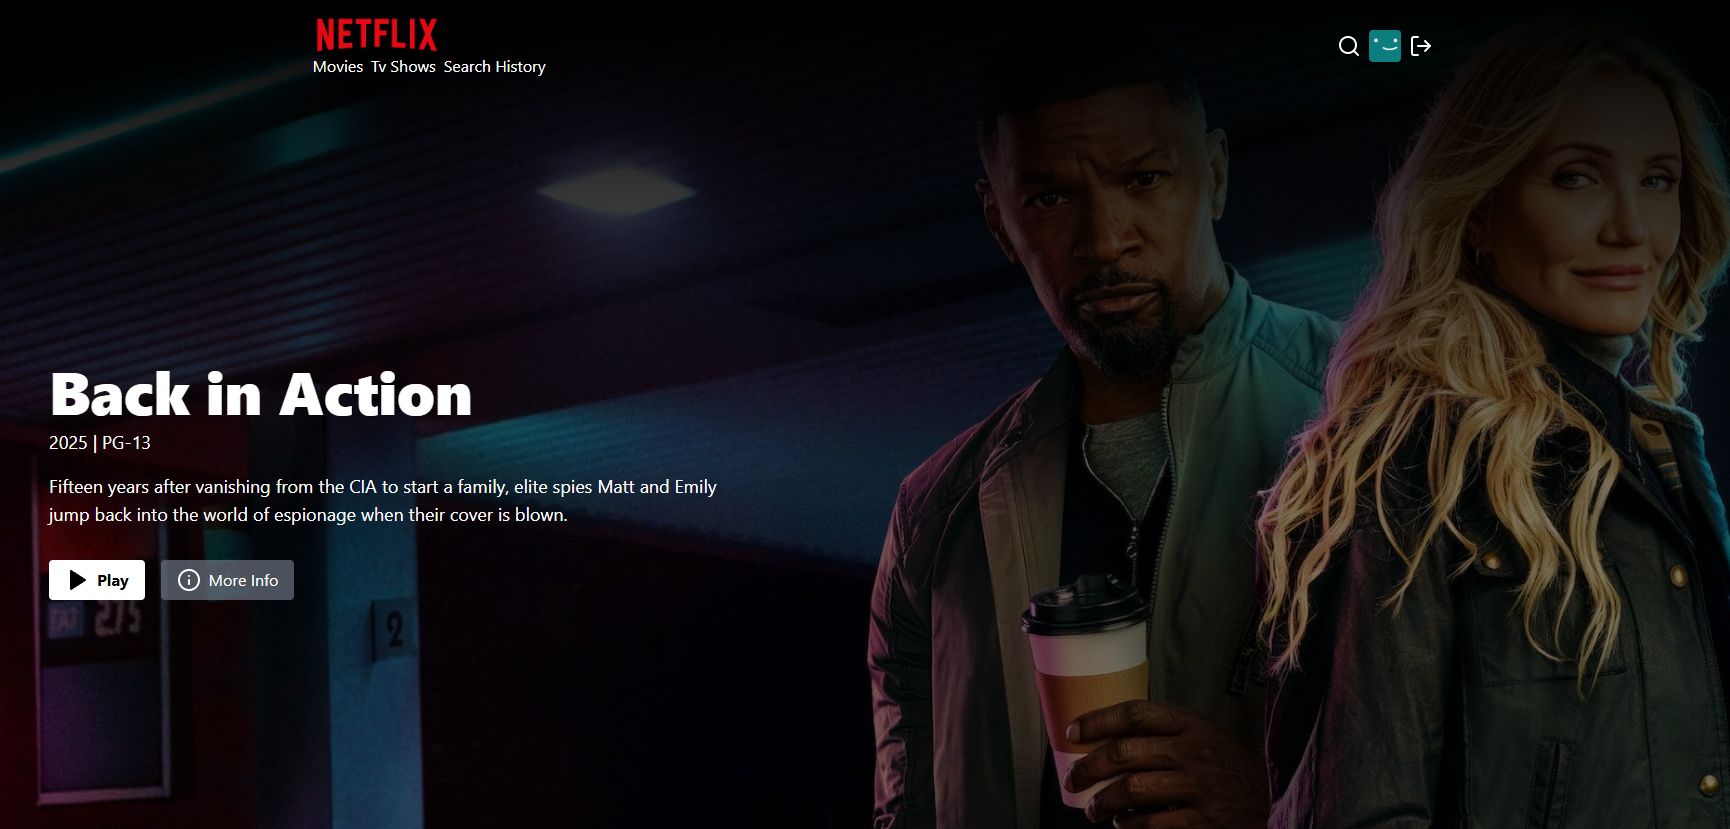 NETFLIX
Movies Tv Shows Search History
Back in Action
2025 | PG-13
Fifteen years after vanishing from the CIA to start a family, elite spies Matt and Emily
jump back into the world of espionage when their cover is blown.
Play More Info
2